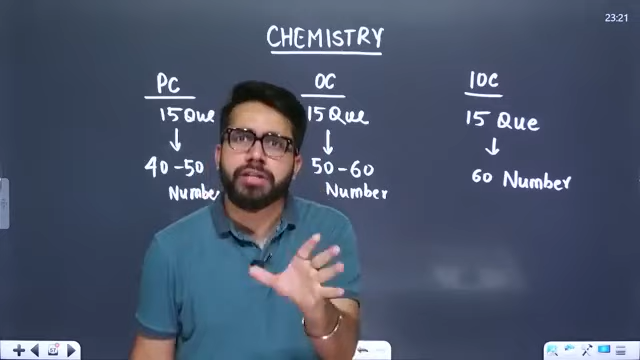 23:21
CHEMISTRY
PC
15 Que
40-50
Number
OC
15 Que
50-60
Number
IOC
15 Que
60 Number